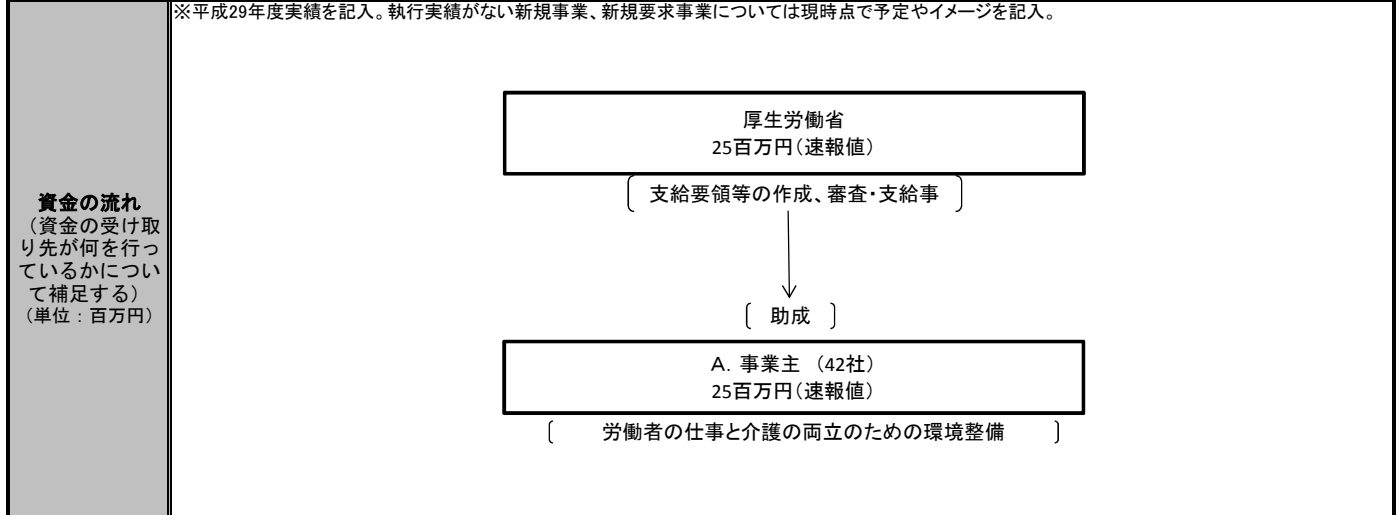 ※平成29年度実績を記入。執行実績がない新規事業、新規要求事業については現時点で予定やイメージを記入。
資金の流れ
（資金の受け取
り先が何を行っ
ているかについ
て補足する）
（単位：百万円）
厚生労働省
25百万円（速報値）
〔 支給要領等の作成、審査・支給事 〕
〔 助成 〕
Ａ．事業主 （42社）
25百万円（速報値）
〔 労働者の仕事と介護の両立のための環境整備 〕